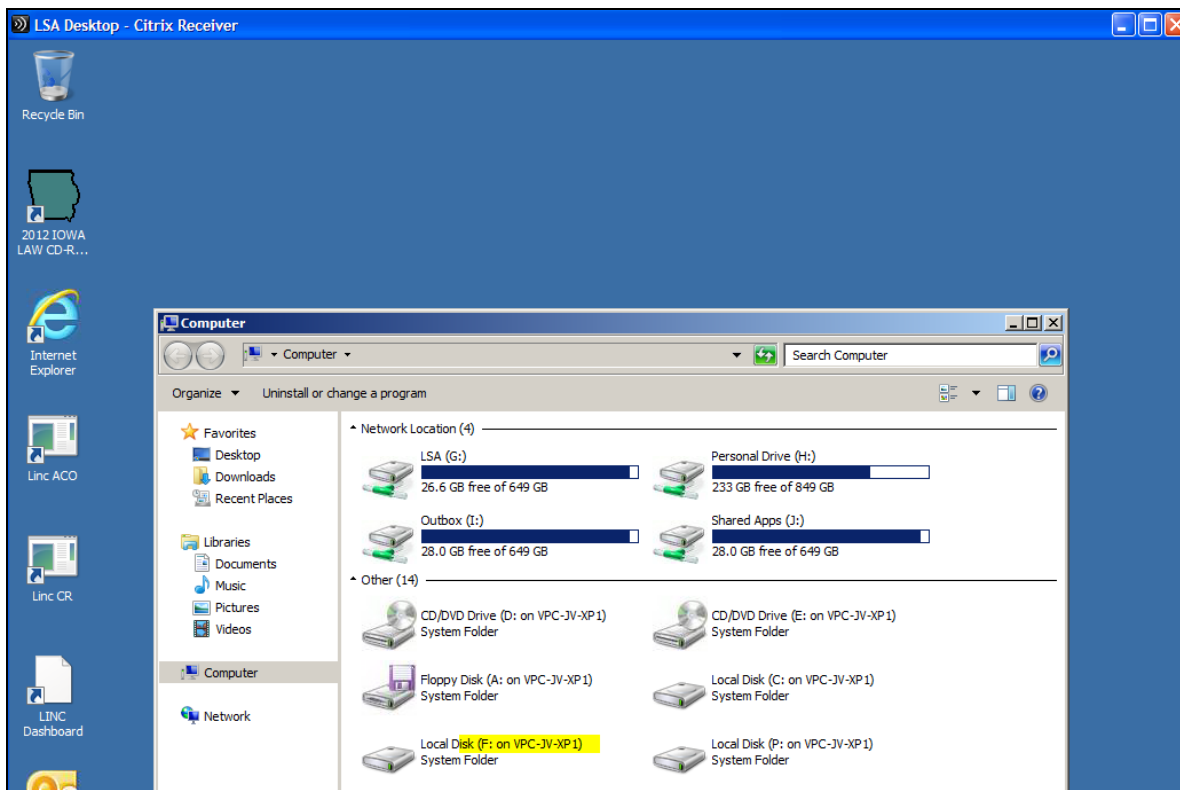 LSA Desktop - Citrix Receiver
Recycle Bin
2012 IOWA
LAW CD-R...
Internet
Explorer
Linc ACO
Linc CR
LINC
Dashboard
Computer
Computer
Search Computer
Organize
Uninstall or change a program
Favorites
Desktop
Downloads
Recent Places
Libraries
Documents
Music
Pictures
Videos
Computer
Network
Network Location (4)
LSA (G:)
26.6 GB free of 649 GB
Personal Drive (H:)
233 GB free of 849 GB
Outbox (I:)
28.0 GB free of 649 GB
Shared Apps (J:)
28.0 GB free of 649 GB
Other (14)
CD/DVD Drive (D: on VPC-JV-XP1)
System Folder
CD/DVD Drive (E: on VPC-JV-XP1)
System Folder
Floppy Disk (A: on VPC-JV-XP1)
System Folder
Local Disk (C: on VPC-JV-XP1)
System Folder
Local Disk (F: on VPC-JV-XP1)
System Folder
Local Disk (P: on VPC-JV-XP1)
System Folder